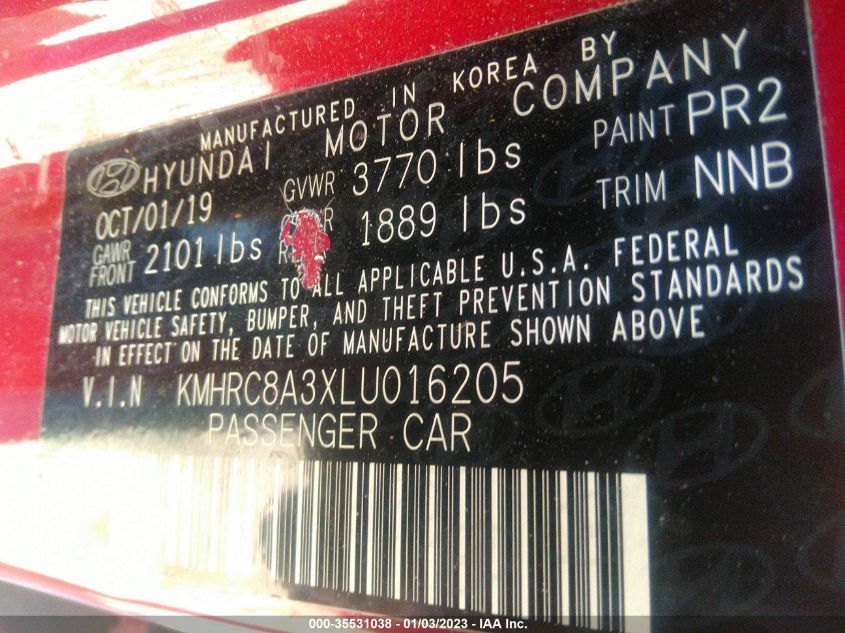 MANUFACTURED IN KOREA BY
HYUNDAI MOTOR COMPANY
OCT/01/19 GVWR 3770 lbs PAINT PR2
GAWR FRONT 2101 lbs 1889 lbs TRIM NNB
THIS VEHICLE CONFORMS TO ALL APPLICABLE U.S.A. FEDERAL
MOTOR VEHICLE SAFETY, BUMPER, AND THEFT PREVENTION STANDARDS
IN EFFECT ON THE DATE OF MANUFACTURE SHOWN ABOVE
V.I.N KMHRC8A3XLU016205
PASSENGER CAR
000-35531038 - 01/03/2023 - IAA Inc.